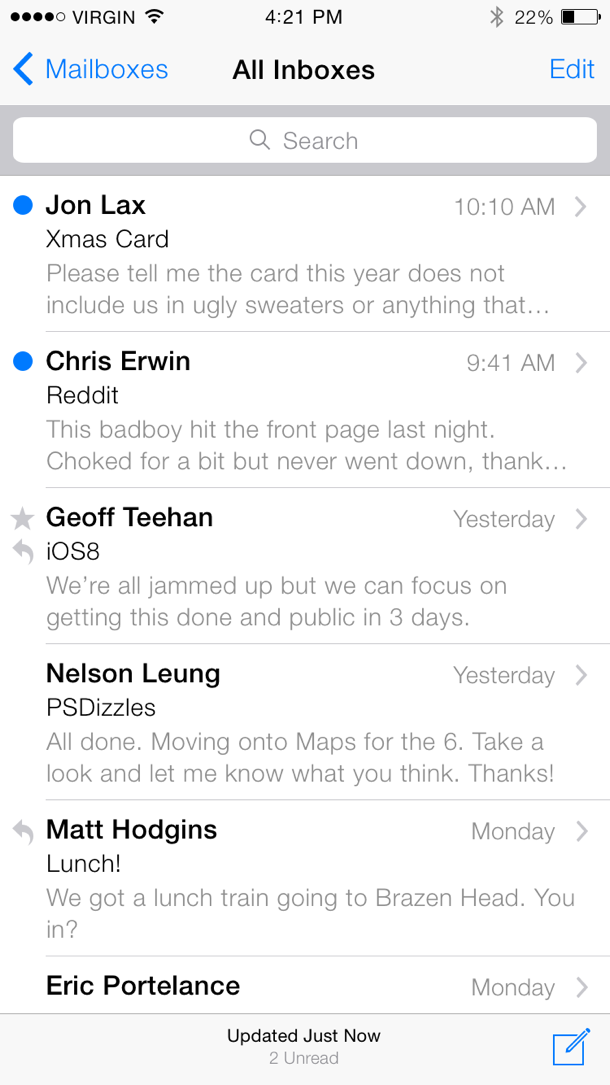 VIRGIN 4:21 PM 22%
Mailboxes All Inboxes Edit
Search
Jon Lax 10:10 AM
Xmas Card
Please tell me the card this year does not
include us in ugly sweaters or anything that...
Chris Erwin 9:41 AM
Reddit
This badboy hit the front page last night.
Choked for a bit but never went down, thank...
Geoff Teehan Yesterday
iOS8
We’re all jammed up but we can focus on
getting this done and public in 3 days.
Nelson Leung Yesterday
PSDizzles
All done. Moving onto Maps for the 6. Take a
look and let me know what you think. Thanks!
Matt Hodgins Monday
Lunch!
We got a lunch train going to Brazen Head. You
in?
Eric Portelance Monday
Updated Just Now
2 Unread